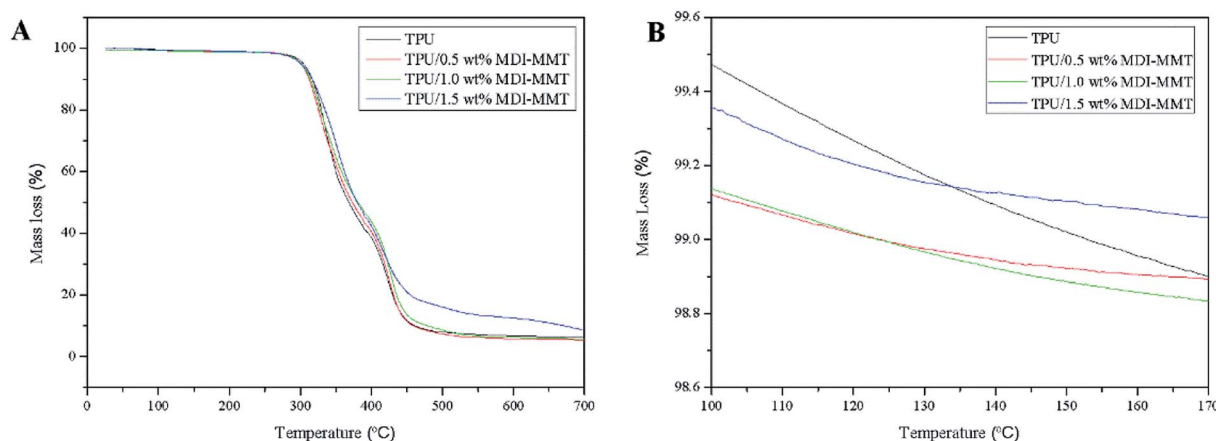 A
TPU
TPU/0.5 wt% MDI-MMT
TPU/1.0 wt% MDI-MMT
TPU/1.5 wt% MDI-MMT
100
80
60
40
20
0
Mass loss (%)
0 100 200 300 400 500 600 700
Temperature (°C)
B
TPU
TPU/0.5 wt% MDI-MMT
TPU/1.0 wt% MDI-MMT
TPU/1.5 wt% MDI-MMT
99.6
99.4
99.2
99.0
98.8
98.6
Mass Loss (%)
100 110 120 130 140 150 160 170
Temperature (°C)